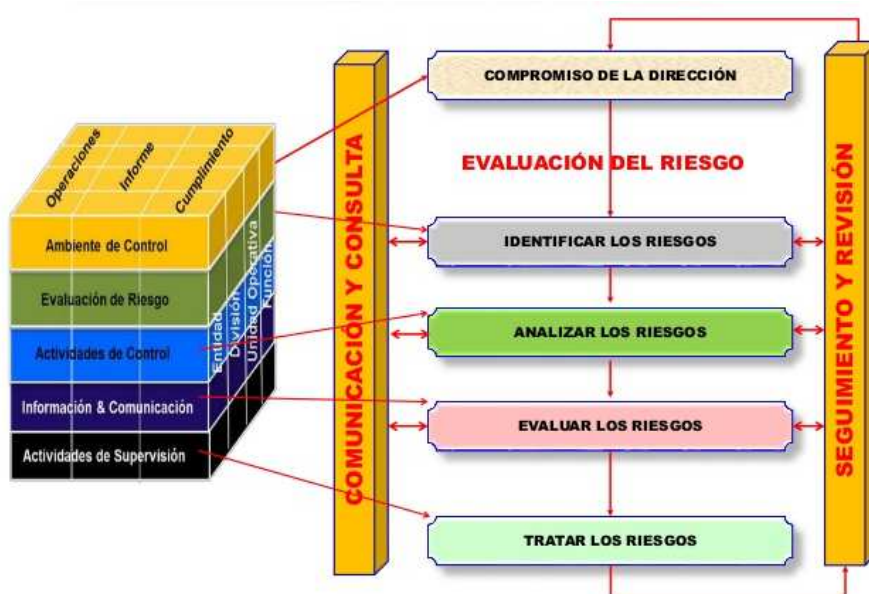 Operaciones
Informe
Cumplimiento
Ambiente de Control
Evaluación de Riesgo
Actividades de Control
Información & Comunicación
Actividades de Supervisión
Entidad
División
Unidad Operativa
Función
COMUNICACIÓN Y CONSULTA
COMPROMISO DE LA DIRECCIÓN
EVALUACIÓN DEL RIESGO
IDENTIFICAR LOS RIESGOS
ANALIZAR LOS RIESGOS
EVALUAR LOS RIESGOS
TRATAR LOS RIESGOS
SEGUIMIENTO Y REVISIÓN